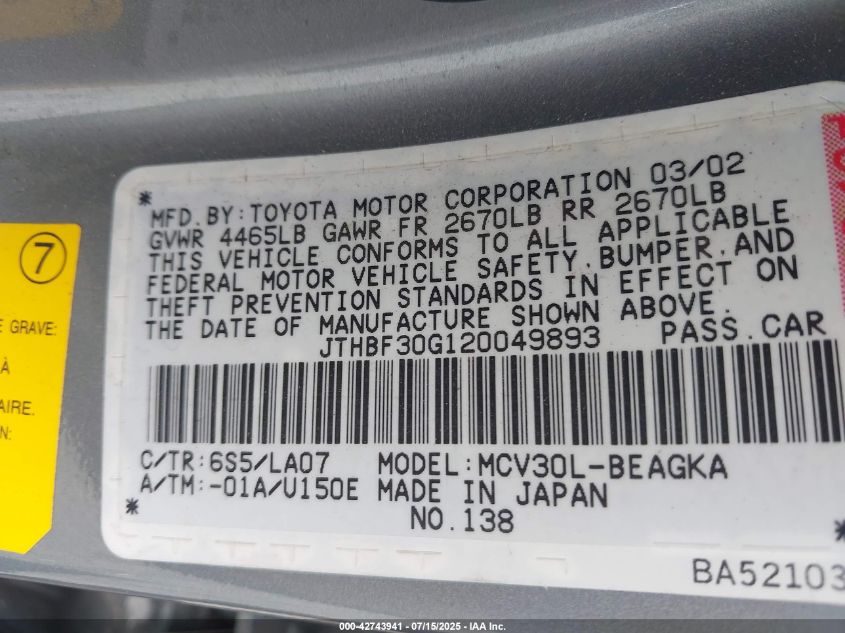 7
E GRAVE:
À
AIRE.
N:
* MFD. BY: TOYOTA MOTOR CORPORATION 03/02
GVWR 4465LB GAWR FR 2670LB RR 2670LB
THIS VEHICLE CONFORMS TO ALL APPLICABLE
FEDERAL MOTOR VEHICLE SAFETY, BUMPER, AND
THEFT PREVENTION STANDARDS IN EFFECT ON
THE DATE OF MANUFACTURE SHOWN ABOVE.
JTHBF30G120049893 PASS. CAR
C/TR: 6S5/LA07 MODEL: MCV30L-BEAGKA
A/TM: -01A/U150E MADE IN JAPAN
* NO. 138 *
BA52103
000-42743941 - 07/15/2025 - IAA Inc.